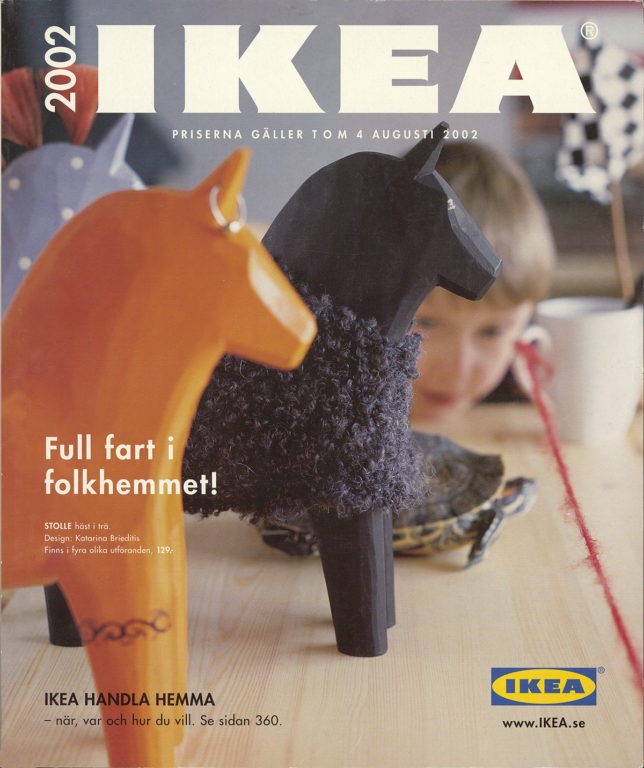 2002
IKEA®
PRISERNA GÄLLER T O M 4 AUGUSTI 2002
Full fart i
folkhemmet!
STOLLE häst i trä.
Design: Katarina Brieditis
Finns i fyra olika utföranden, 129:-
IKEA HANDLA HEMMA
– när, var och hur du vill. Se sidan 360.
IKEA®
www.IKEA.se